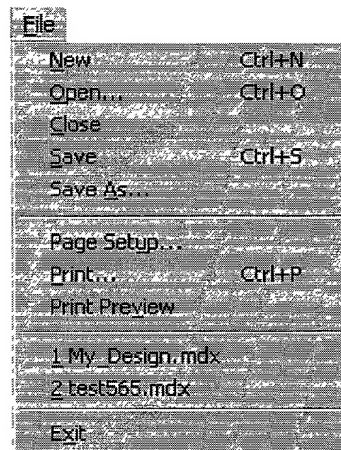 File
New Ctrl+N
Open... Ctrl+O
Close
Save Ctrl+S
Save As...
Page Setup...
Print... Ctrl+P
Print Preview
1 My_Design.mdx
2 test565.mdx
Exit